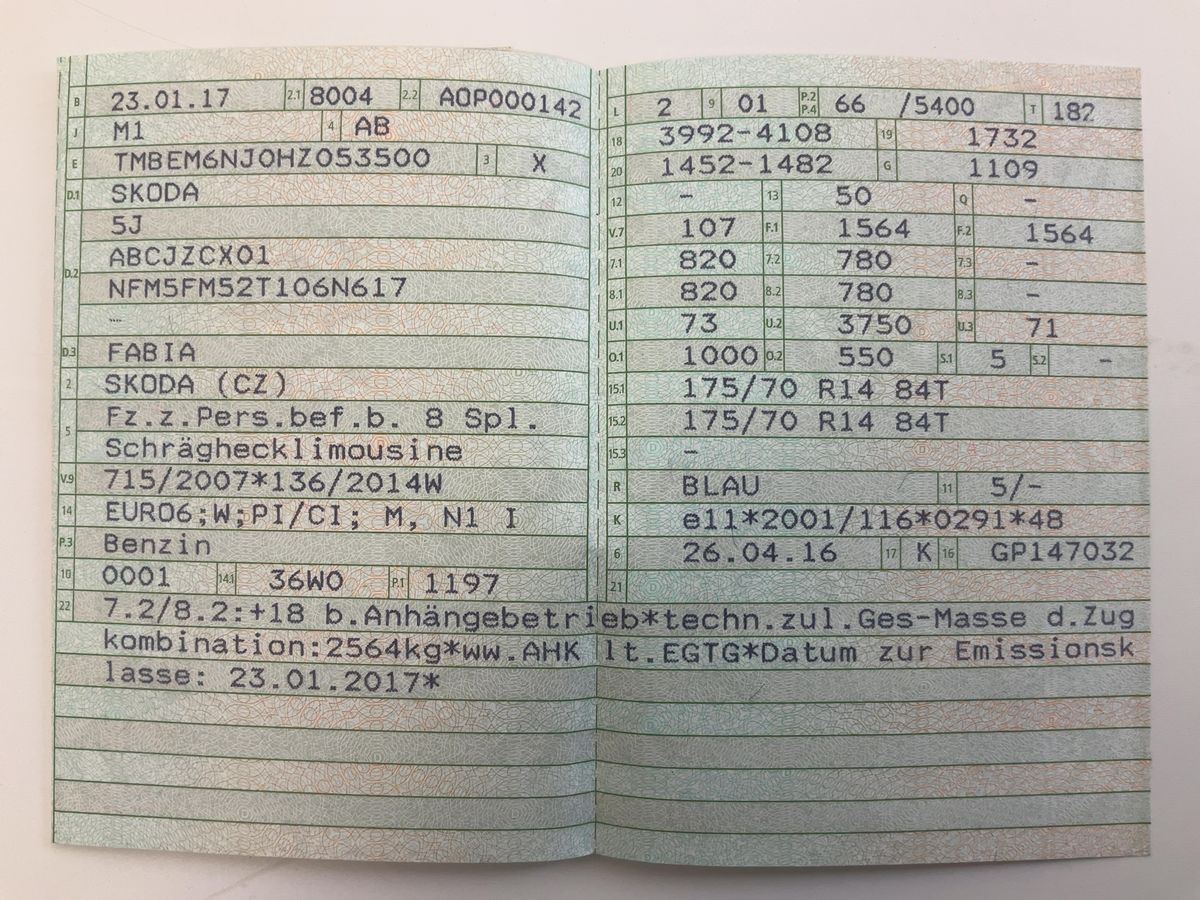 B 23.01.17 2.1 8004 2.2 AOP000142
J M1 4 AB
E TMBEM6NJ0HZ053500 3 X
D.1 SKODA
5J
D.2 ABCJZCX01
NFM5FM52T106N617
–
D.3 FABIA
2 SKODA (CZ)
5 Fz.z.Pers.bef.b. 8 Spl.
Schräghecklimousine
V.9 715/2007*136/2014W
14 EURO6;W;PI/CI; M, N1 I
P.3 Benzin
10 0001 14.1 36W0 P.1 1197
L 2 9 01 P.2 P.4 66 /5400 T 182
18 3992-4108 19 1732
20 1452-1482 G 1109
12 – 13 50 Q –
V.7 107 F.1 1564 F.2 1564
7.1 820 7.2 780 7.3 –
8.1 820 8.2 780 8.3 –
U.1 73 U.2 3750 U.3 71
O.1 1000 O.2 550 S.1 5 S.2 –
15.1 175/70 R14 84T
15.2 175/70 R14 84T
15.3 –
R BLAU 11 5/-
K e11*2001/116*0291*48
6 26.04.16 17 K 16 GP147032
21
22 7.2/8.2:+18 b.Anhängebetrieb*techn.zul.Ges-Masse d.Zug
kombination:2564kg*ww.AHK lt.EGTG*Datum zur Emissionsk
lasse: 23.01.2017*